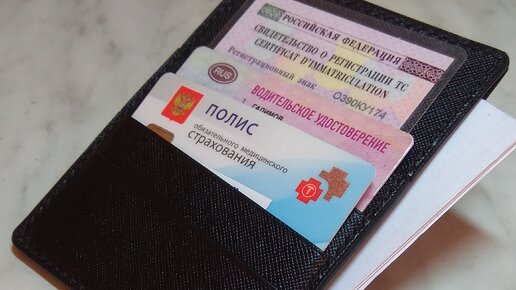 РОССИЙСКАЯ ФЕДЕРАЦИЯ
СВИДЕТЕЛЬСТВО О РЕГИСТРАЦИИ ТС
CERTIFICAT D'IMMATRICULATION
Регистрационный знак О390КУ174
RUS
ВОДИТЕЛЬСКОЕ УДОСТОВЕРЕНИЕ
ПОЛИС
обязательного медицинского
страхования